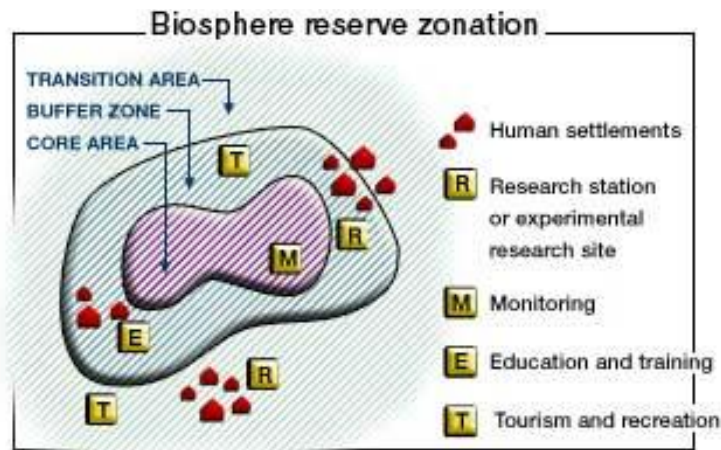 Biosphere reserve zonation
TRANSITION AREA
BUFFER ZONE
CORE AREA
T
R
M
E
T
R
Human settlements
R
Research station
or experimental
research site
M
Monitoring
E
Education and training
T
Tourism and recreation